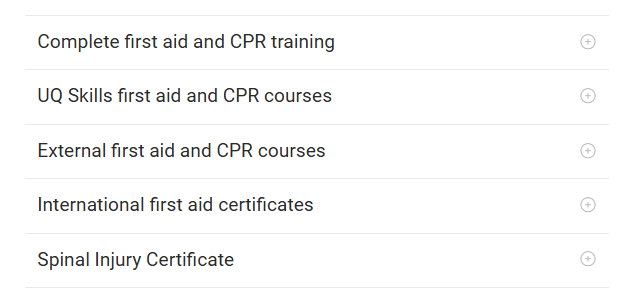 Complete first aid and CPR training
UQ Skills first aid and CPR courses
External first aid and CPR courses
International first aid certificates
Spinal Injury Certificate